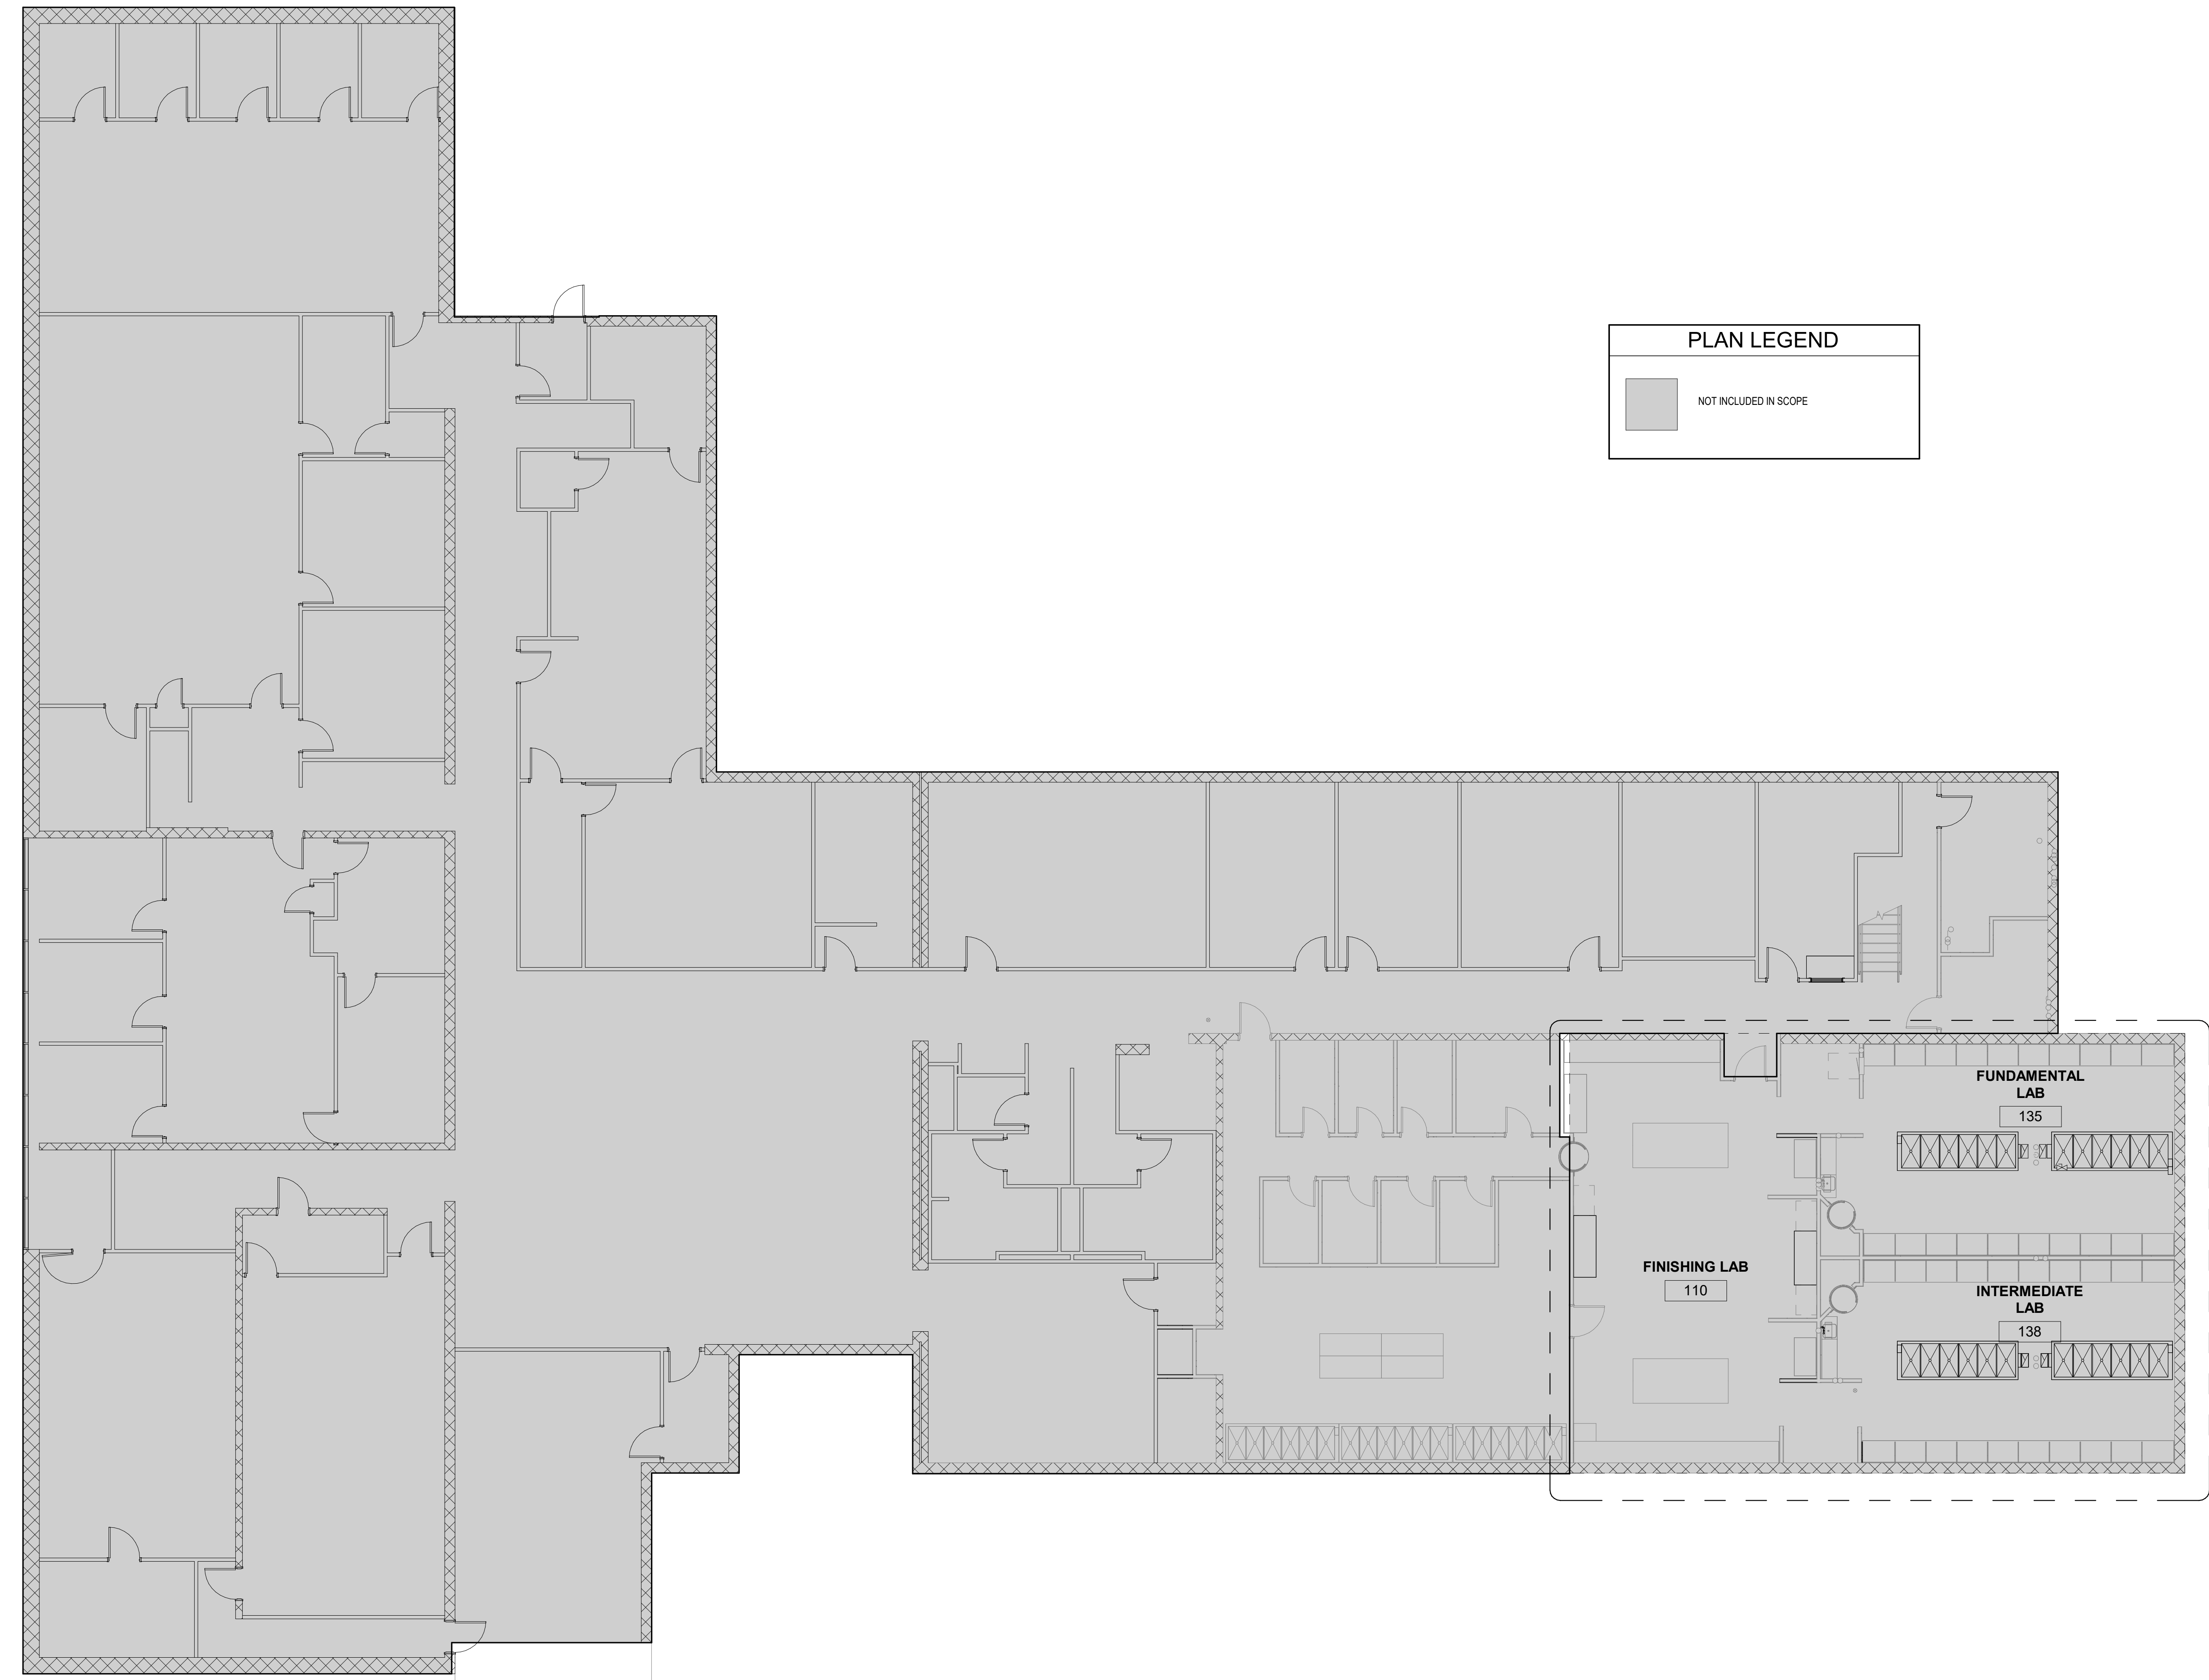 PLAN LEGEND
NOT INCLUDED IN SCOPE
FUNDAMENTAL
LAB
135
FINISHING LAB
110
INTERMEDIATE
LAB
138